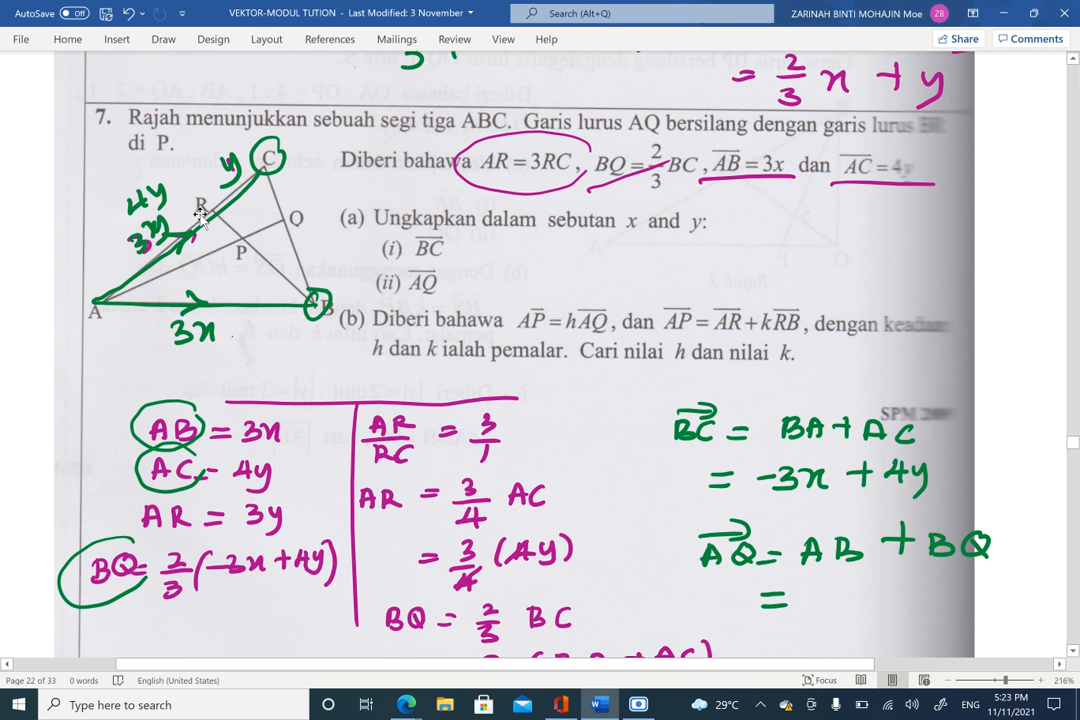 AutoSave Off VEKTOR-MODUL TUTION - Last Modified: 3 November Search (Alt+Q) ZARINAH BINTI MOHAJIN Moe ZB
File Home Insert Draw Design Layout References Mailings Review View Help Share Comments
= 2/3 x + y
7. Rajah menunjukkan sebuah segi tiga ABC. Garis lurus AQ bersilang dengan garis lurus
di P.
Diberi bahawa AR = 3RC, BQ = 2/3 BC, AB = 3x dan AC = 4y
(a) Ungkapkan dalam sebutan x and y:
(i) BC
(ii) AQ
(b) Diberi bahawa AP = hAQ, dan AP = AR + kRB, dengan keadaan
h dan k ialah pemalar. Cari nilai h dan nilai k.
C
y
4y
R
Q
3y
P
A
B
3x
SPM
AB = 3x
AC = 4y
AR = 3y
BQ = 2/3 (-3x + 4y)
AR/RC = 3/1
AR = 3/4 AC
= 3/4 (4y)
BQ = 2/3 BC
BC = BA + AC
= -3x + 4y
AQ = AB + BQ
=
Page 22 of 33 0 words English (United States) Focus 216%
Type here to search 29°C ENG 5:23 PM
11/11/2021